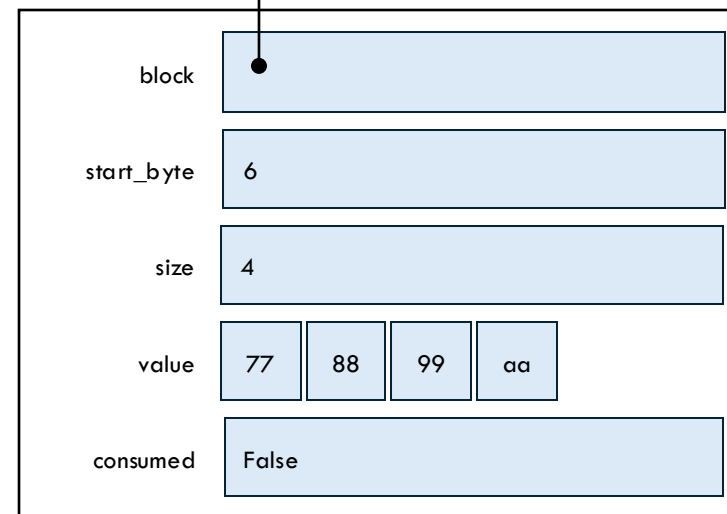 block
start_byte 6
size 4
value 77 88 99 aa
consumed False